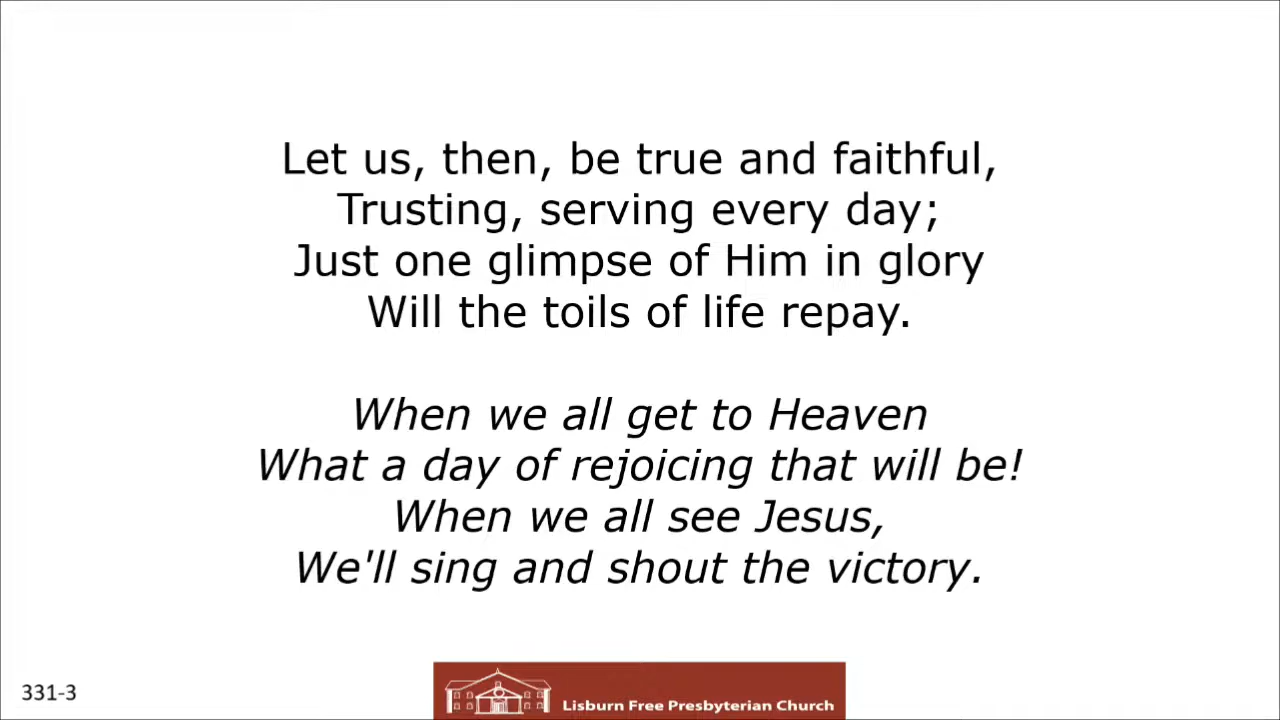 Let us, then, be true and faithful,
Trusting, serving every day;
Just one glimpse of Him in glory
Will the toils of life repay.
When we all get to Heaven
What a day of rejoicing that will be!
When we all see Jesus,
We'll sing and shout the victory.
331-3
Lisburn Free Presbyterian Church